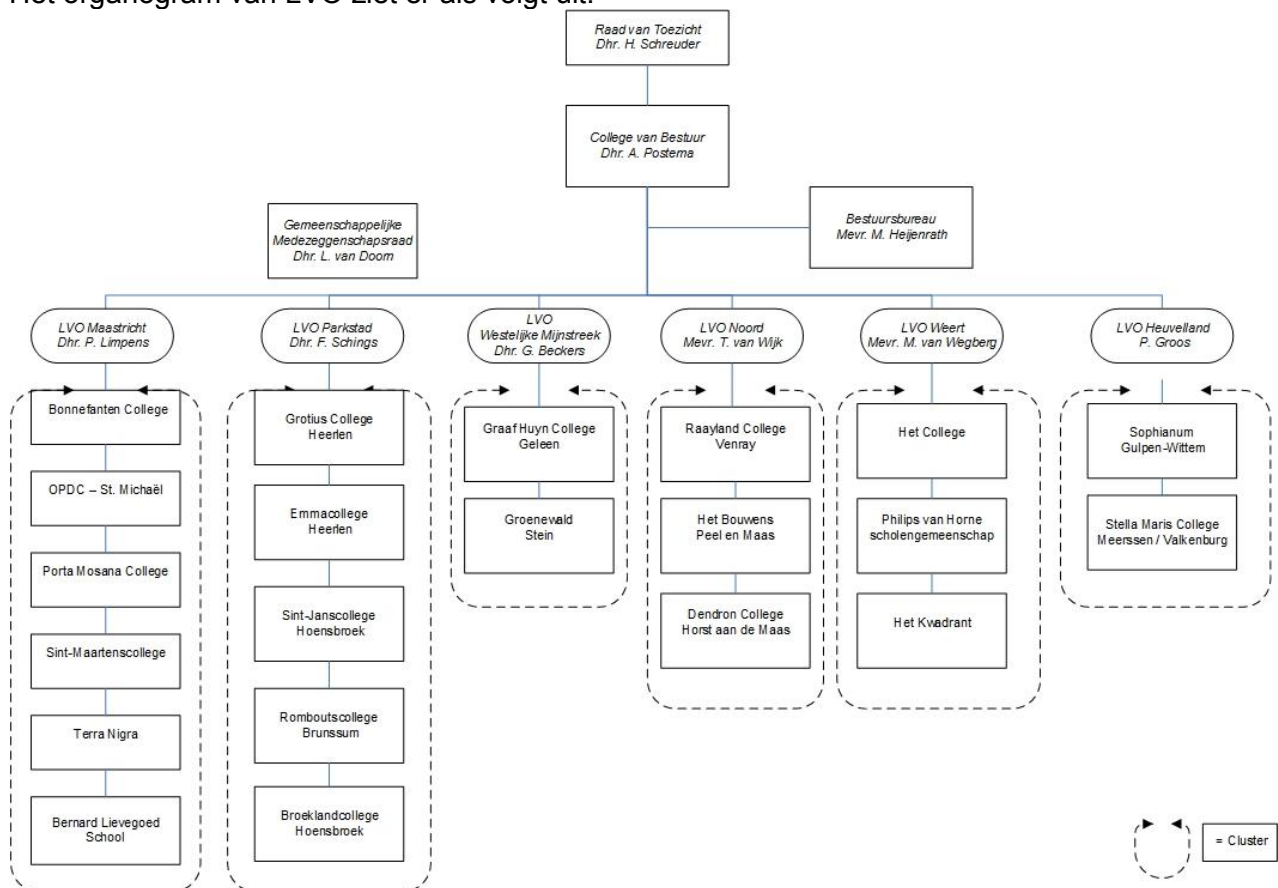 Het organogram van LVO ziet er als volgt uit:
Raad van Toezicht
Dhr. H. Schreuder
College van Bestuur
Dhr. A. Postema
Gemeenschappelijke
Medezeggenschapsraad
Dhr. L. van Doorn
Bestuursbureau
Mevr. M. Heijenrath
LVO Maastricht
Dhr. P. Limpens
LVO Parkstad
Dhr. F. Schings
LVO
Westelijke Mijnstreek
Dhr. G. Beckers
LVO Noord
Mevr. T. van Wijk
LVO Weert
Mevr. M. van Wegberg
LVO Heuvelland
P. Groos
Bonnefanten College
OPDC – St. Michaël
Porta Mosana College
Sint-Maartenscollege
Terra Nigra
Bernard Lievegoed
School
Grotius College
Heerlen
Emmacollege
Heerlen
Sint-Janscollege
Hoensbroek
Romboutscollege
Brunssum
Broeklandcollege
Hoensbroek
Graaf Huyn College
Geleen
Groenewald
Stein
Raayland College
Venray
Het Bouwens
Peel en Maas
Dendron College
Horst aan de Maas
Het College
Philips van Horne
scholengemeenschap
Het Kwadrant
Sophianum
Gulpen-Wittem
Stella Maris College
Meerssen / Valkenburg
= Cluster